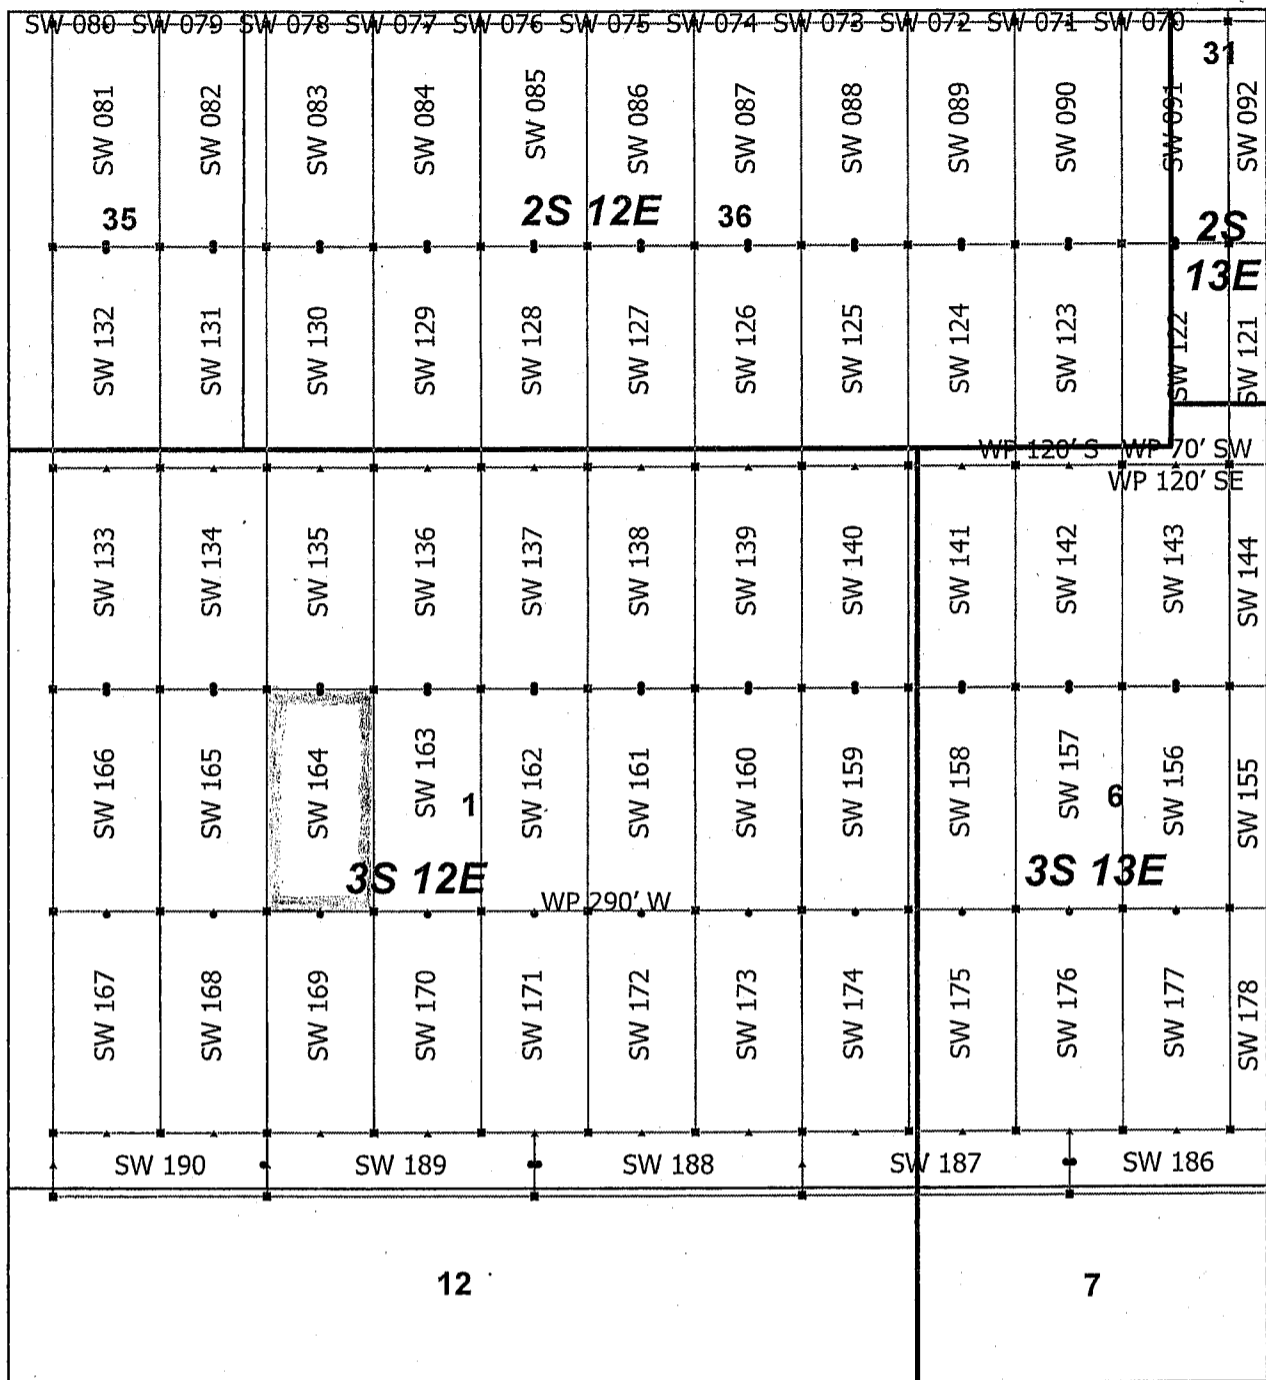 SW 080 SW 079 SW 078 SW 077 SW 076 SW 075 SW 074 SW 073 SW 072 SW 071 SW 070
31
SW 081 SW 082 SW 083 SW 084 SW 085 SW 086 SW 087 SW 088 SW 089 SW 090 SW 091 SW 092
35 2S 12E 36 2S
13E
SW 132 SW 131 SW 130 SW 129 SW 128 SW 127 SW 126 SW 125 SW 124 SW 123 SW 122 SW 121
WP 120' S WP 70' SW
WP 120' SE
SW 133 SW 134 SW 135 SW 136 SW 137 SW 138 SW 139 SW 140 SW 141 SW 142 SW 143 SW 144
SW 166 SW 165 SW 164 SW 163 SW 162 SW 161 SW 160 SW 159 SW 158 SW 157 SW 156 SW 155
1 6
3S 12E 3S 13E
WP 290' W
SW 167 SW 168 SW 169 SW 170 SW 171 SW 172 SW 173 SW 174 SW 175 SW 176 SW 177 SW 178
SW 190 SW 189 SW 188 SW 187 SW 186
12 7